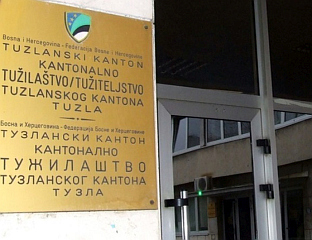 Bosna i Hercegovina - Federacija Bosne i Hercegovine
TUZLANSKI KANTON
KANTONALNO
TUŽILAŠTVO/TUŽITELJSTVO
TUZLANSKOG KANTONA
TUZLA
Босна и Херцеговина - Федерација Босне и Херцеговине
ТУЗЛАНСКИ КАНТОН
КАНТОНАЛНО
ТУЖИЛАШТВО
ТУЗЛАНСКОГ КАНТОНА
ТУЗЛА